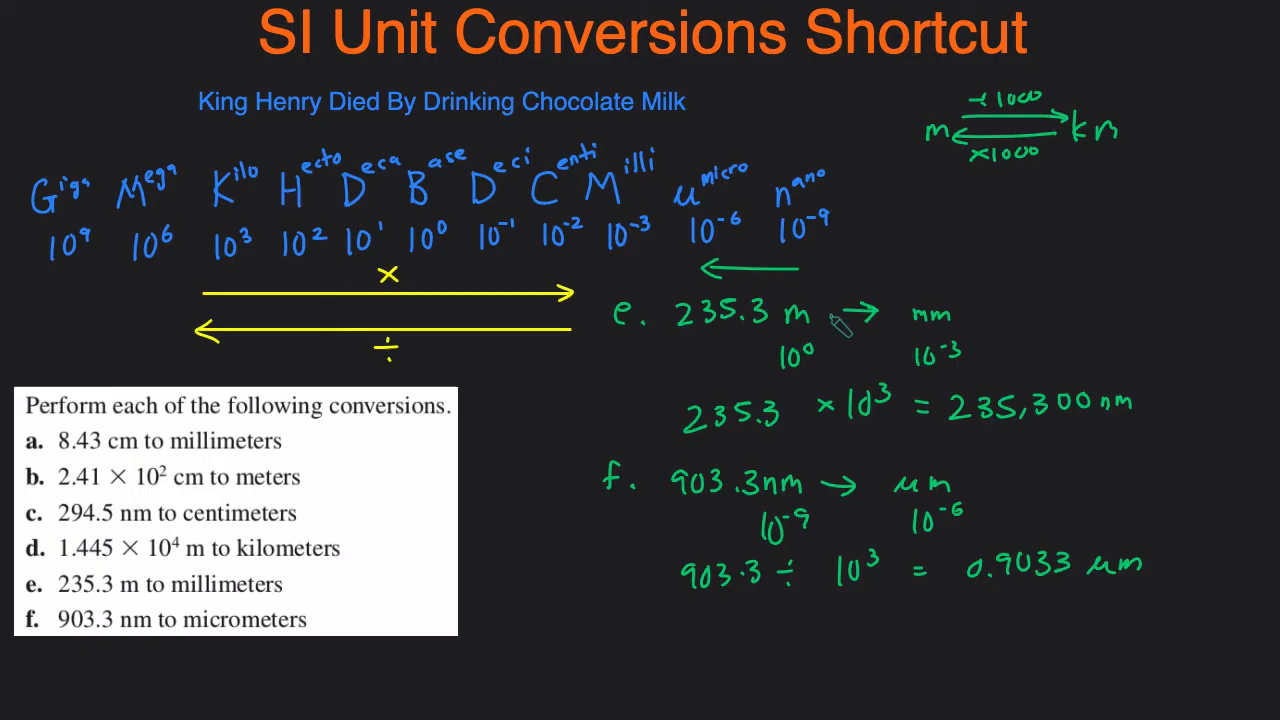 SI Unit Conversions Shortcut
King Henry Died By Drinking Chocolate Milk
÷1000
m km
×1000
Giga Mega Kilo Hecto Deca Base Deci Centi Milli μmicro nano
10⁹ 10⁶ 10³ 10² 10¹ 10⁰ 10⁻¹ 10⁻² 10⁻³ 10⁻⁶ 10⁻⁹
×
÷
e. 235.3 m → mm
10⁰ 10⁻³
235.3 × 10³ = 235,300 mm
f. 903.3nm → μm
10⁻⁹ 10⁻⁶
903.3 ÷ 10³ = 0.9033 μm
Perform each of the following conversions.
a. 8.43 cm to millimeters
b. 2.41 × 10² cm to meters
c. 294.5 nm to centimeters
d. 1.445 × 10⁴ m to kilometers
e. 235.3 m to millimeters
f. 903.3 nm to micrometers